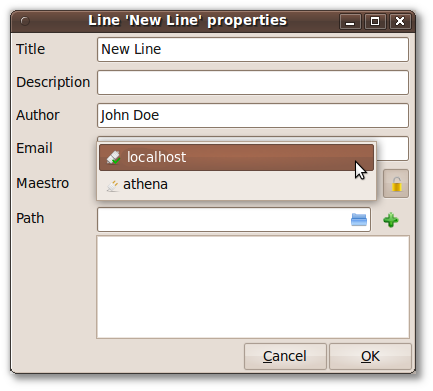 Line 'New Line' properties
Title New Line
Description
Author John Doe
Email
localhost
Maestro athena
Path
Cancel OK